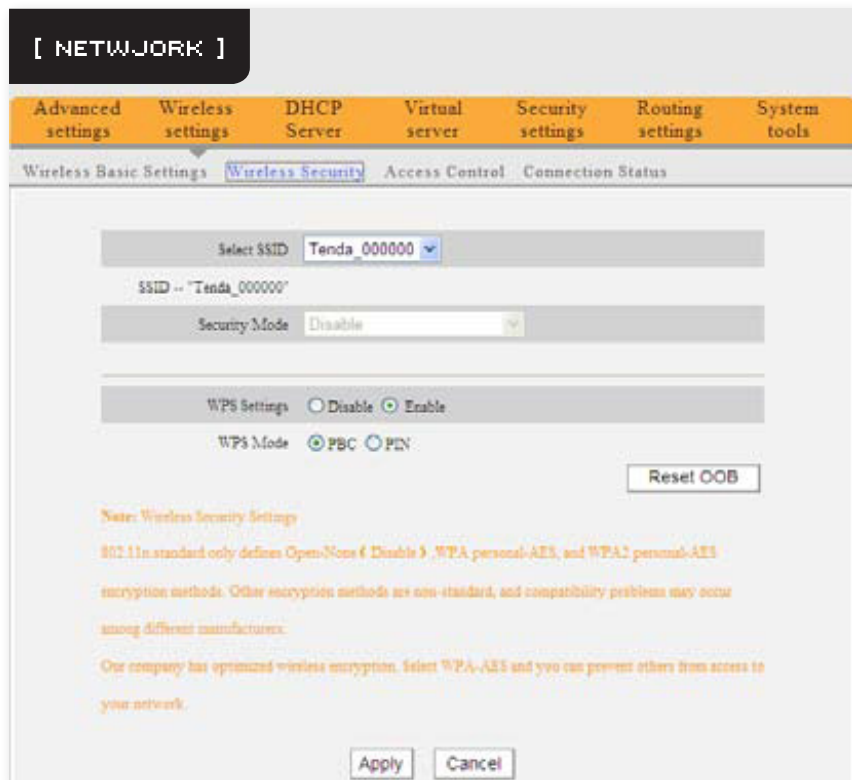 [ NETWJORK ]
Advanced settings Wireless settings DHCP Server Virtual server Security settings Routing settings System tools
Wireless Basic Settings Wireless Security Access Control Connection Status
Select SSID Tenda_000000
SSID -- "Tenda_000000"
Security Mode Disable
WPS Settings Disable Enable
WPS Mode PBC PIN
Reset OOB
Note: Wireless Security Settings
802.11n standard only defines Open-None ( Disable ) ,WPA personal-AES, and WPA2 personal-AES
encryption methods. Other encryption methods are non-standard, and compatibility problems may occur
among different manufacturers.
Our company has optimized wireless encryption. Select WPA-AES and you can prevent others from access to
your network.
Apply Cancel